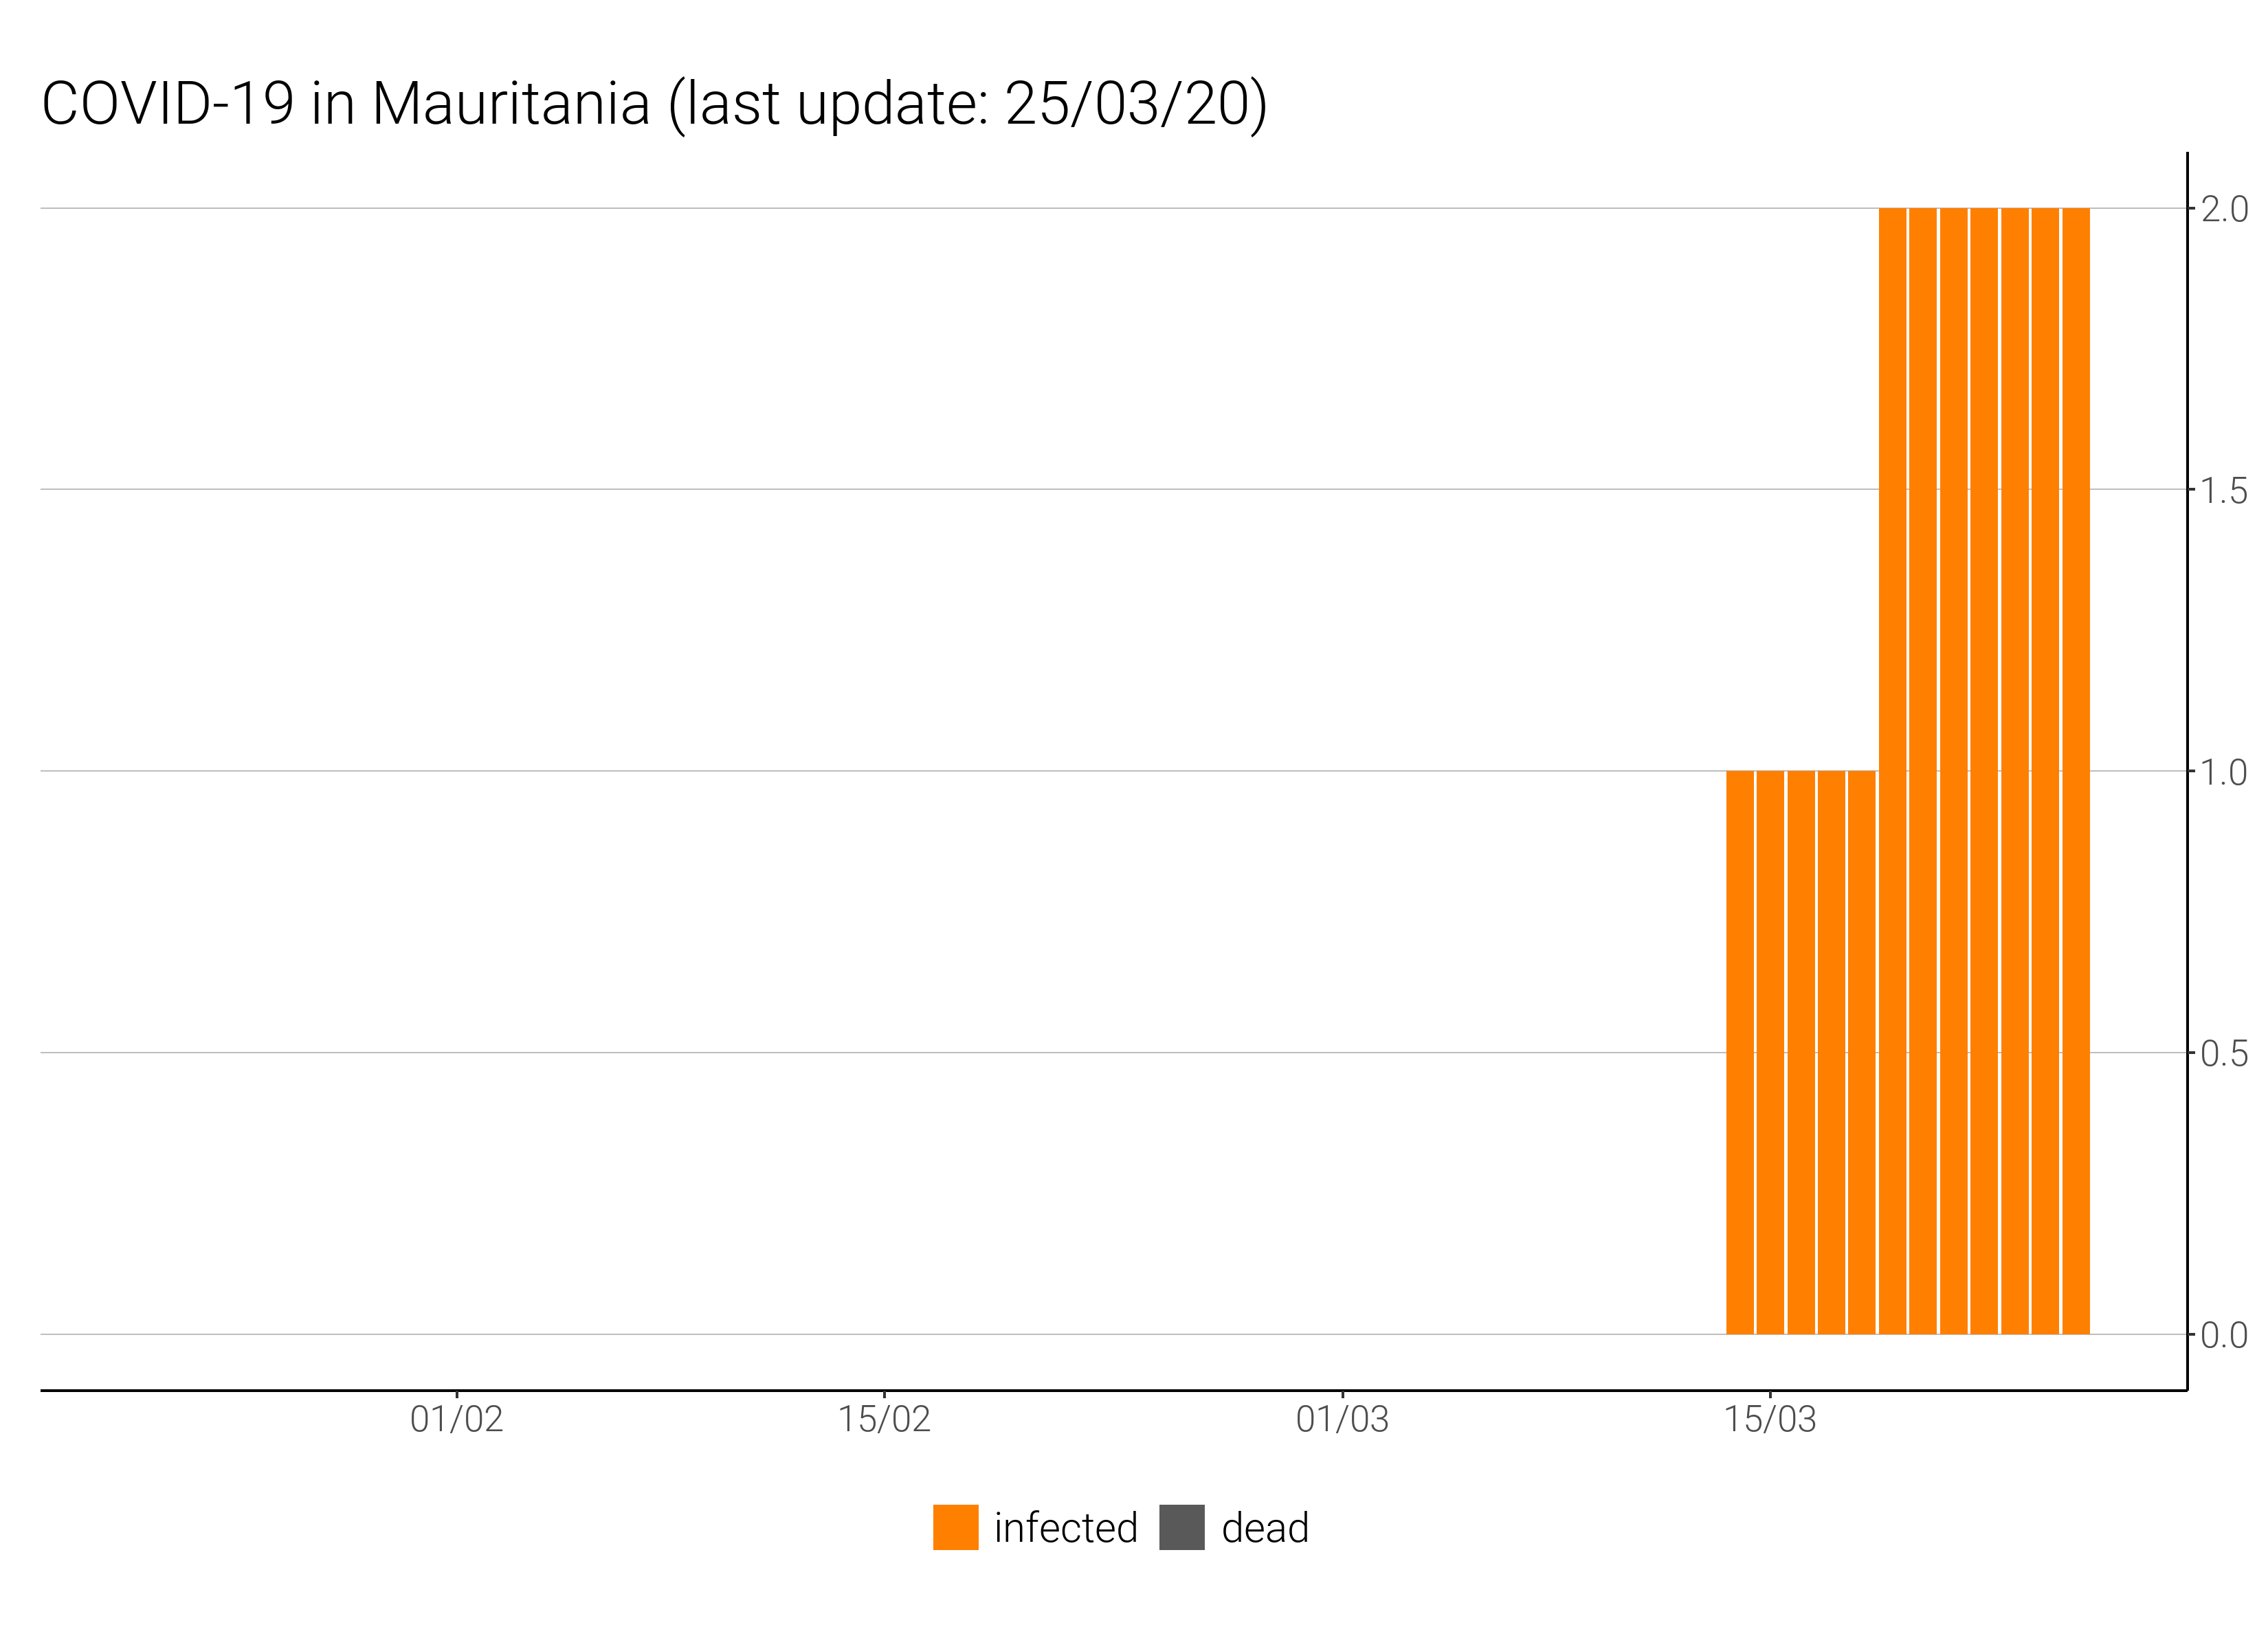 COVID-19 in Mauritania (last update: 25/03/20)
2.0
1.5
1.0
0.5
0.0
01/02 15/02 01/03 15/03
infected dead